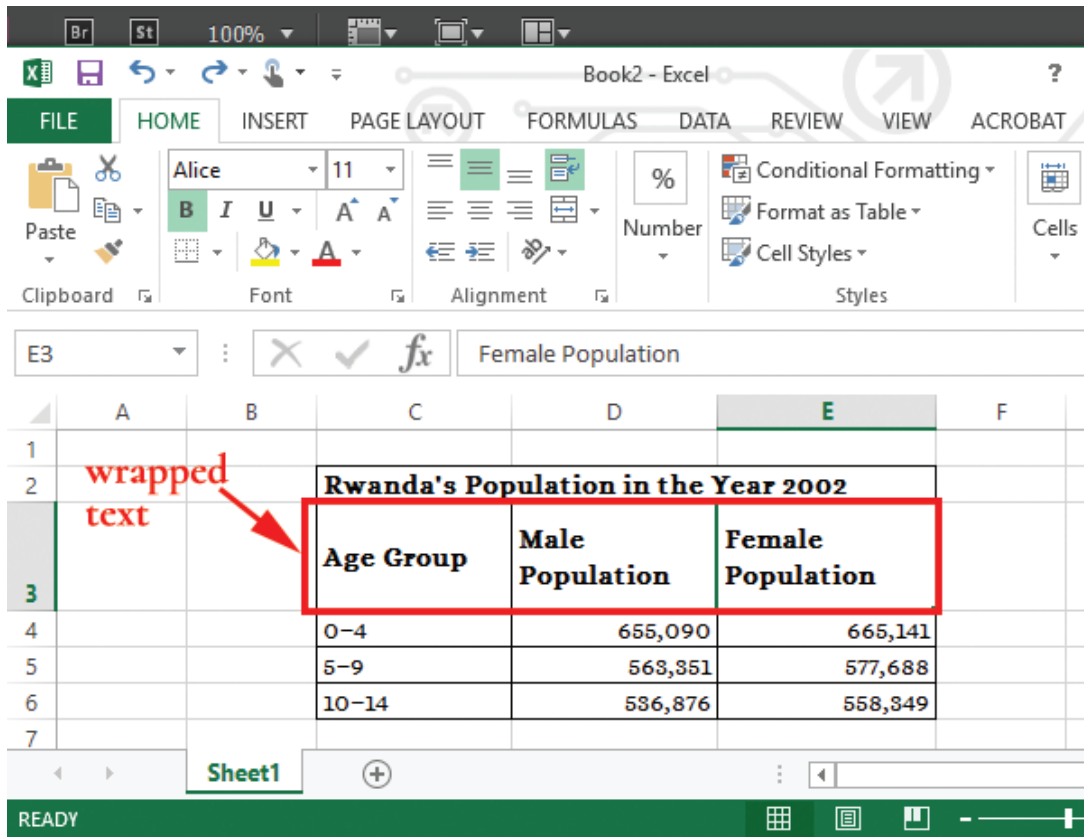 Br St 100%
Book2 - Excel ?
FILE HOME INSERT PAGE LAYOUT FORMULAS DATA REVIEW VIEW ACROBAT
Paste Alice 11 % Conditional Formatting
B I U A A Number Format as Table Cells
A Cell Styles
Clipboard Font Alignment Styles
E3 fx Female Population
A B C D E F
1
wrapped
text
2 Rwanda's Population in the Year 2002
3 Age Group Male Population Female Population
4 0-4 655,090 665,141
5 5-9 563,351 577,688
6 10-14 536,876 558,349
7
Sheet1
READY